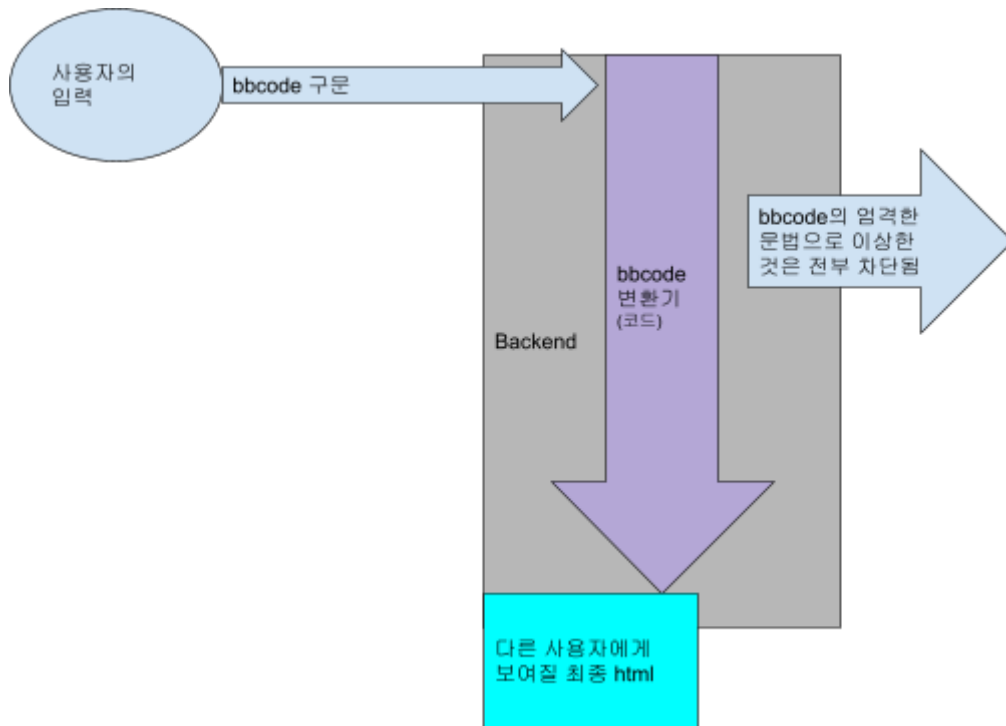 사용자의
입력
bbcode 구문
bbcode의 엄격한
문법으로 이상한
것은 전부 차단됨
bbcode
변환기
(코드)
Backend
다른 사용자에게
보여질 최종 html